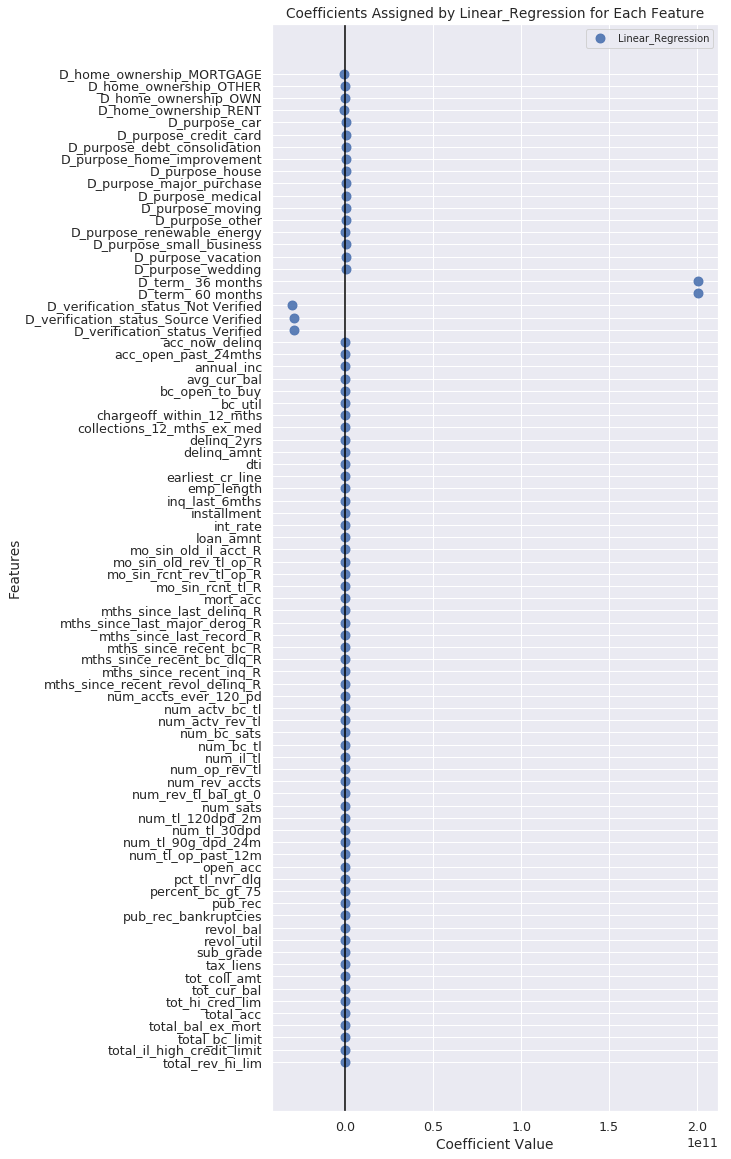 Coefficients Assigned by Linear_Regression for Each Feature
Linear_Regression
D_home_ownership_MORTGAGE
D_home_ownership_OTHER
D_home_ownership_OWN
D_home_ownership_RENT
D_purpose_car
D_purpose_credit_card
D_purpose_debt_consolidation
D_purpose_home_improvement
D_purpose_house
D_purpose_major_purchase
D_purpose_medical
D_purpose_moving
D_purpose_other
D_purpose_renewable_energy
D_purpose_small_business
D_purpose_vacation
D_purpose_wedding
D_term_ 36 months
D_term_ 60 months
D_verification_status_Not Verified
D_verification_status_Source Verified
D_verification_status_Verified
acc_now_delinq
acc_open_past_24mths
annual_inc
avg_cur_bal
bc_open_to_buy
bc_util
chargeoff_within_12_mths
collections_12_mths_ex_med
delinq_2yrs
delinq_amnt
dti
earliest_cr_line
emp_length
inq_last_6mths
installment
int_rate
loan_amnt
mo_sin_old_il_acct_R
mo_sin_old_rev_tl_op_R
mo_sin_rcnt_rev_tl_op_R
mo_sin_rcnt_tl_R
mort_acc
mths_since_last_delinq_R
mths_since_last_major_derog_R
mths_since_last_record_R
mths_since_recent_bc_R
mths_since_recent_bc_dlq_R
mths_since_recent_inq_R
mths_since_recent_revol_delinq_R
num_accts_ever_120_pd
num_actv_bc_tl
num_actv_rev_tl
num_bc_sats
num_bc_tl
num_il_tl
num_op_rev_tl
num_rev_accts
num_rev_tl_bal_gt_0
num_sats
num_tl_120dpd_2m
num_tl_30dpd
num_tl_90g_dpd_24m
num_tl_op_past_12m
open_acc
pct_tl_nvr_dlq
percent_bc_gt_75
pub_rec
pub_rec_bankruptcies
revol_bal
revol_util
sub_grade
tax_liens
tot_coll_amt
tot_cur_bal
tot_hi_cred_lim
total_acc
total_bal_ex_mort
total_bc_limit
total_il_high_credit_limit
total_rev_hi_lim
Features
0.0 0.5 1.0 1.5 2.0
1e11
Coefficient Value